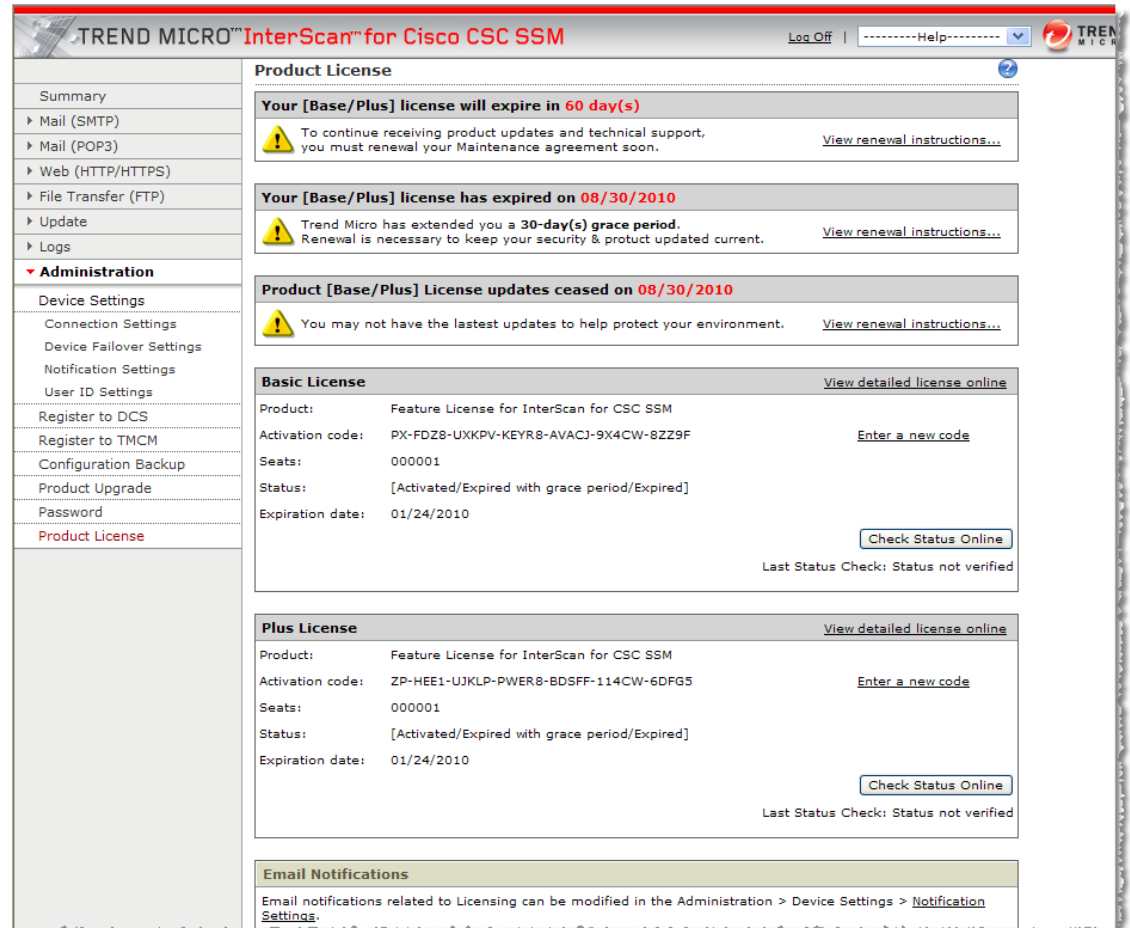 TREND MICRO™ InterScan™ for Cisco CSC SSM
Log Off | ---------Help---------
TREN
MICR
Summary
Mail (SMTP)
Mail (POP3)
Web (HTTP/HTTPS)
File Transfer (FTP)
Update
Logs
Administration
Device Settings
Connection Settings
Device Failover Settings
Notification Settings
User ID Settings
Register to DCS
Register to TMCM
Configuration Backup
Product Upgrade
Password
Product License
Product License
Your [Base/Plus] license will expire in 60 day(s)
To continue receiving product updates and technical support,
you must renewal your Maintenance agreement soon.
View renewal instructions...
Your [Base/Plus] license has expired on 08/30/2010
Trend Micro has extended you a 30-day(s) grace period.
Renewal is necessary to keep your security & protuct updated current.
View renewal instructions...
Product [Base/Plus] License updates ceased on 08/30/2010
You may not have the lastest updates to help protect your environment.
View renewal instructions...
Basic License
View detailed license online
Product: Feature License for InterScan for CSC SSM
Activation code: PX-FDZ8-UXKPV-KEYR8-AVACJ-9X4CW-8ZZ9F
Enter a new code
Seats: 000001
Status: [Activated/Expired with grace period/Expired]
Expiration date: 01/24/2010
Check Status Online
Last Status Check: Status not verified
Plus License
View detailed license online
Product: Feature License for InterScan for CSC SSM
Activation code: ZP-HEE1-UJKLP-PWER8-BDSFF-114CW-6DFG5
Enter a new code
Seats: 000001
Status: [Activated/Expired with grace period/Expired]
Expiration date: 01/24/2010
Check Status Online
Last Status Check: Status not verified
Email Notifications
Email notifications related to Licensing can be modified in the Administration > Device Settings > Notification
Settings.